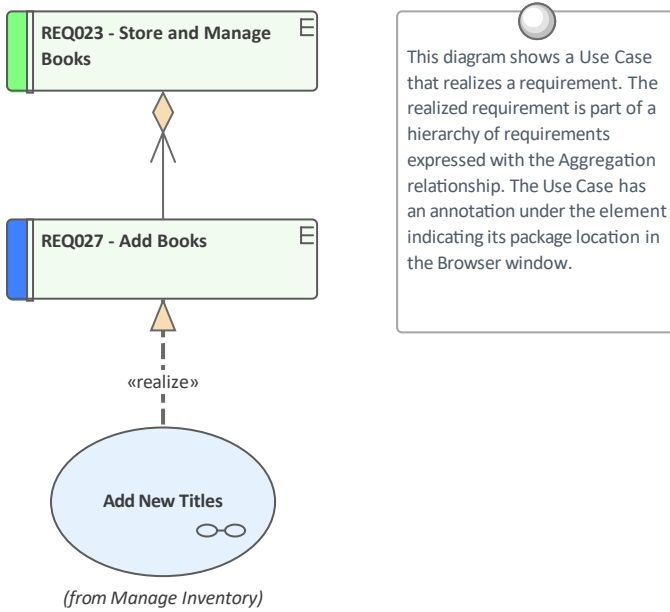 REQ023 - Store and Manage
Books
E
REQ027 - Add Books
E
«realize»
Add New Titles
(from Manage Inventory)
This diagram shows a Use Case
that realizes a requirement. The
realized requirement is part of a
hierarchy of requirements
expressed with the Aggregation
relationship. The Use Case has
an annotation under the element
indicating its package location in
the Browser window.